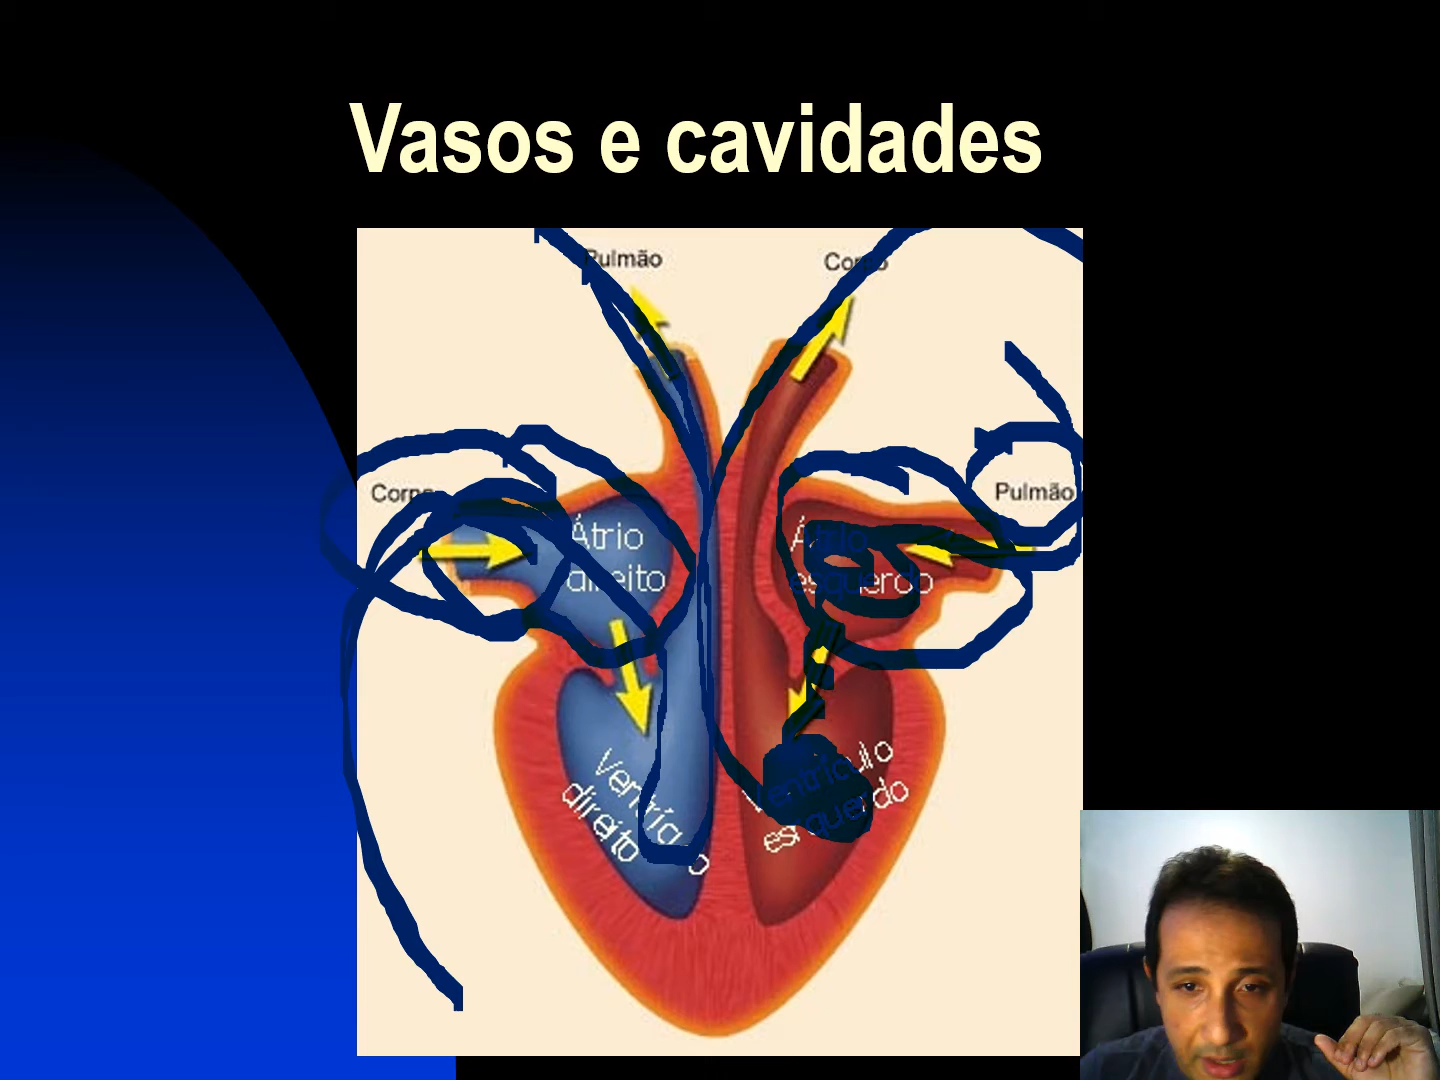 Vasos e cavidades
Pulmão
Corpo
Corpo
Pulmão
Átrio
direito
Átrio
esquerdo
Ventrículo
direito
Ventrículo
esquerdo